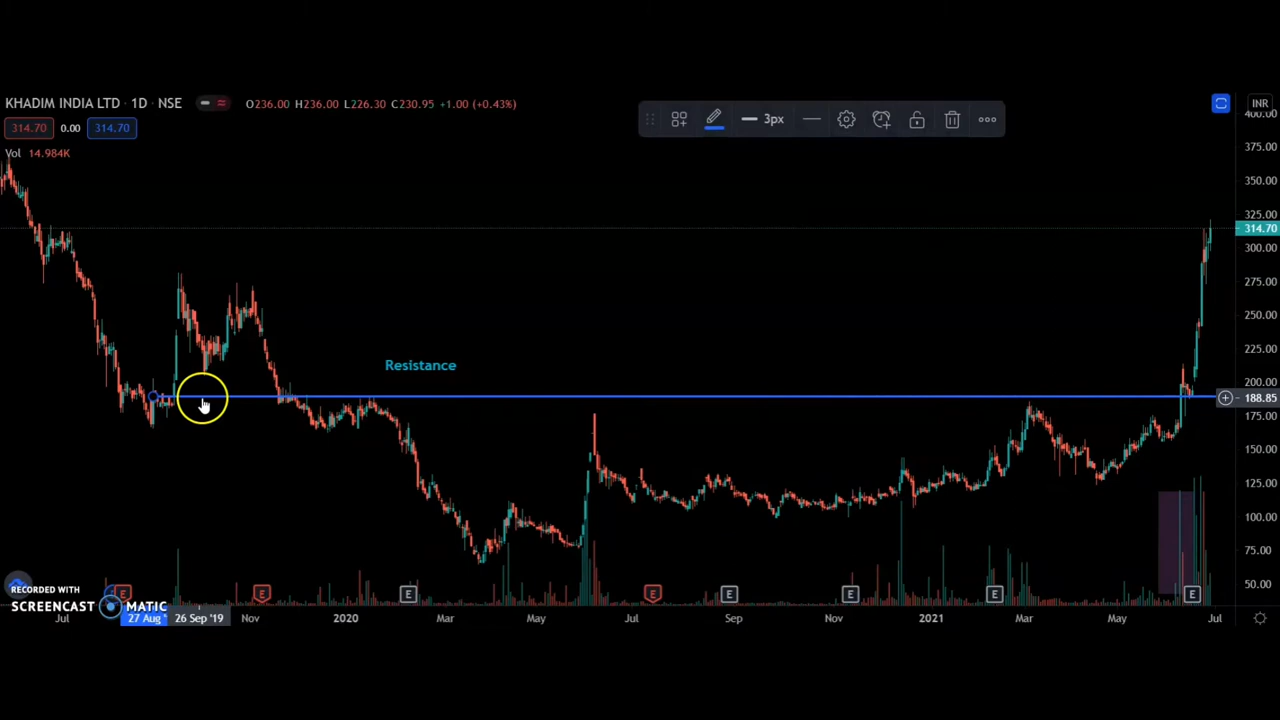 KHADIM INDIA LTD · 1D · NSE
O236.00 H236.00 L226.30 C230.95 +1.00 (+0.43%)
3px
INR
314.70 0.00 314.70
Vol 14.984K
400.00
375.00
350.00
325.00
314.70
300.00
275.00
250.00
225.00
Resistance
200.00
188.85
175.00
150.00
125.00
100.00
75.00
50.00
E E E E E E E E
RECORDED WITH
SCREENCAST MATIC
Jul 27 Aug 26 Sep '19 Nov 2020 Mar May Jul Sep Nov 2021 Mar May Jul